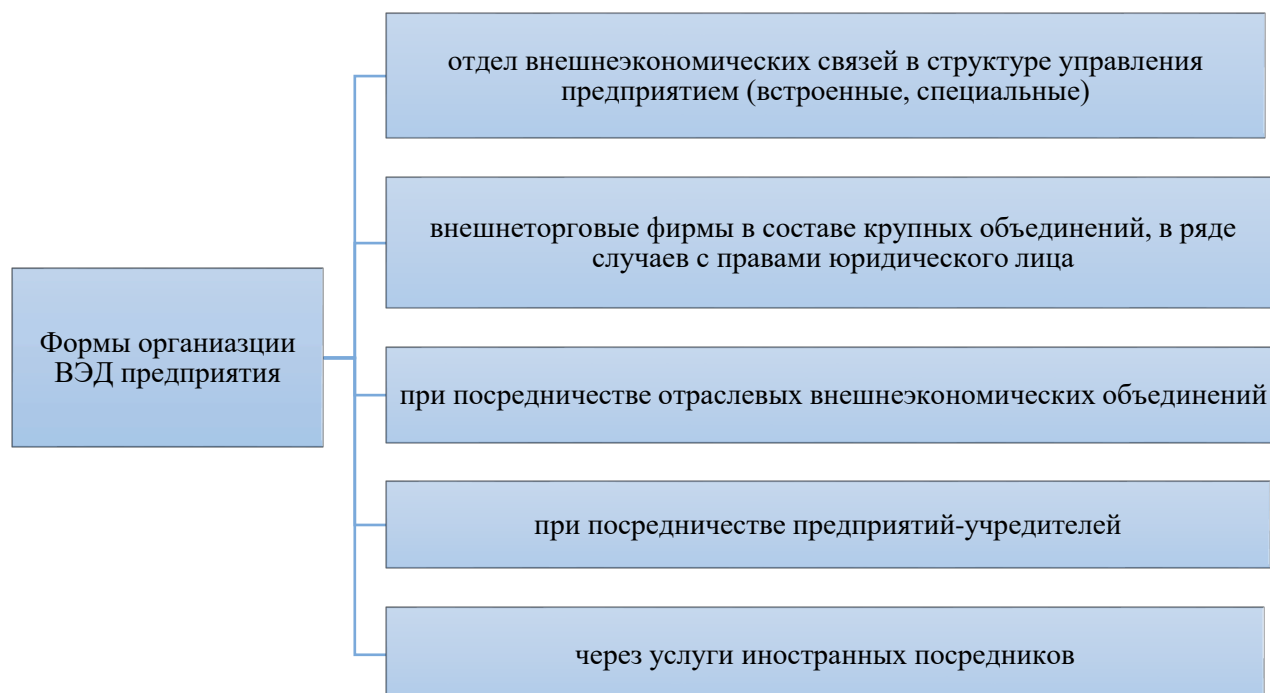 отдел внешнеэкономических связей в структуре управления
предприятием (встроенные, специальные)
внешнеторговые фирмы в составе крупных объединений, в ряде
случаев с правами юридического лица
Формы органиазции
ВЭД предприятия
при посредничестве отраслевых внешнеэкономических объединений
при посредничестве предприятий-учредителей
через услуги иностранных посредников